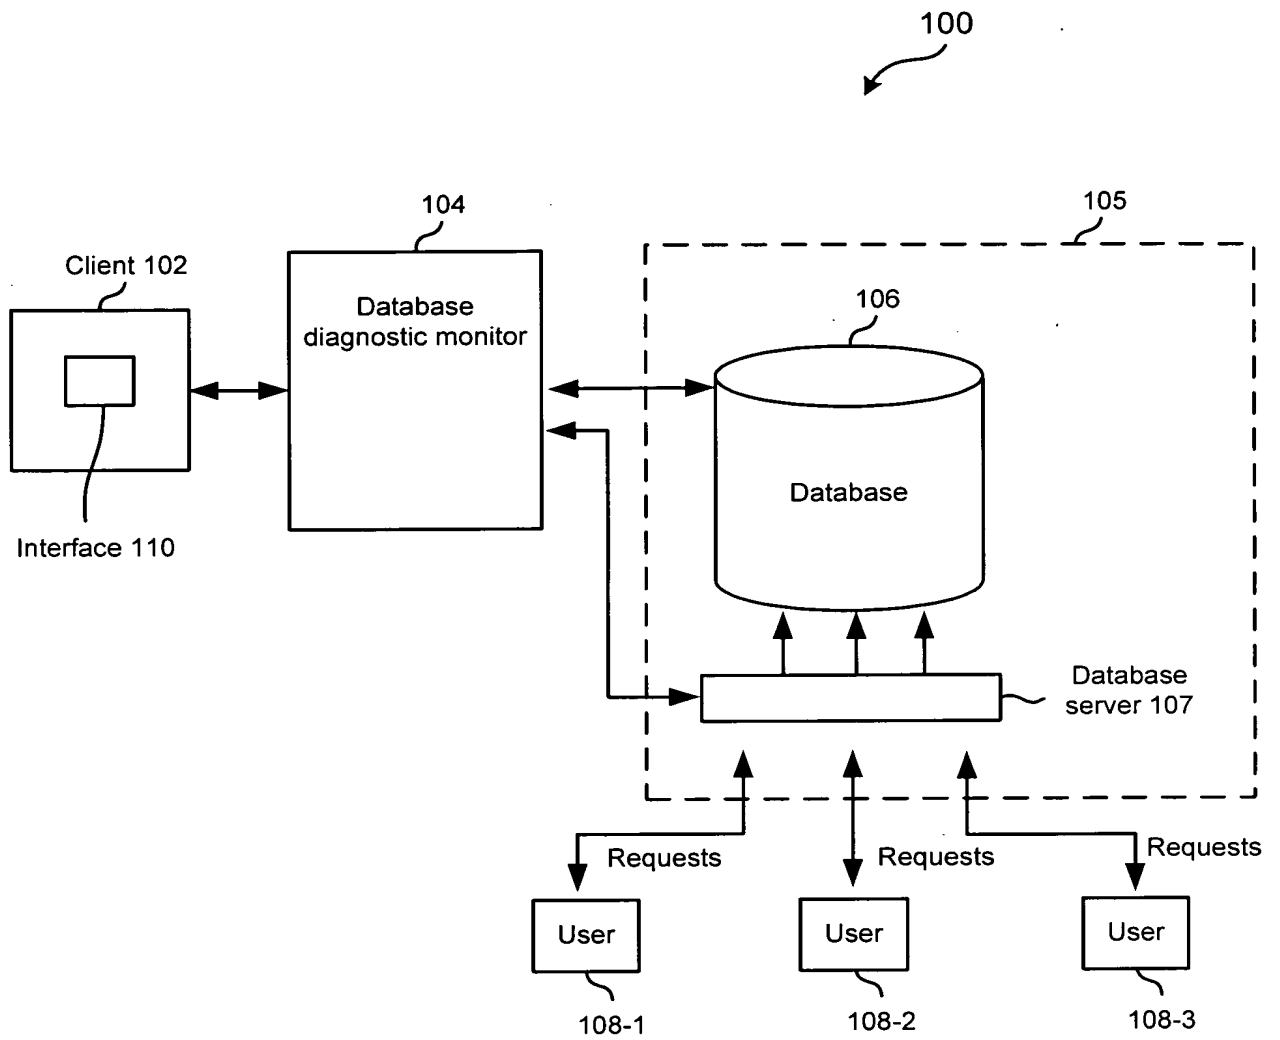 100
104
105
Client 102
Database
diagnostic monitor
106
Database
Interface 110
Database
server 107
Requests
Requests
Requests
User
User
User
108-1
108-2
108-3